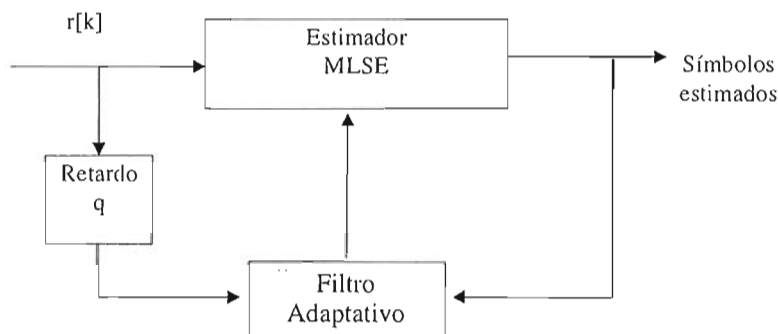 r[k]
Estimador
MLSE
Símbolos
estimados
Retardo
q
Filtro
Adaptativo